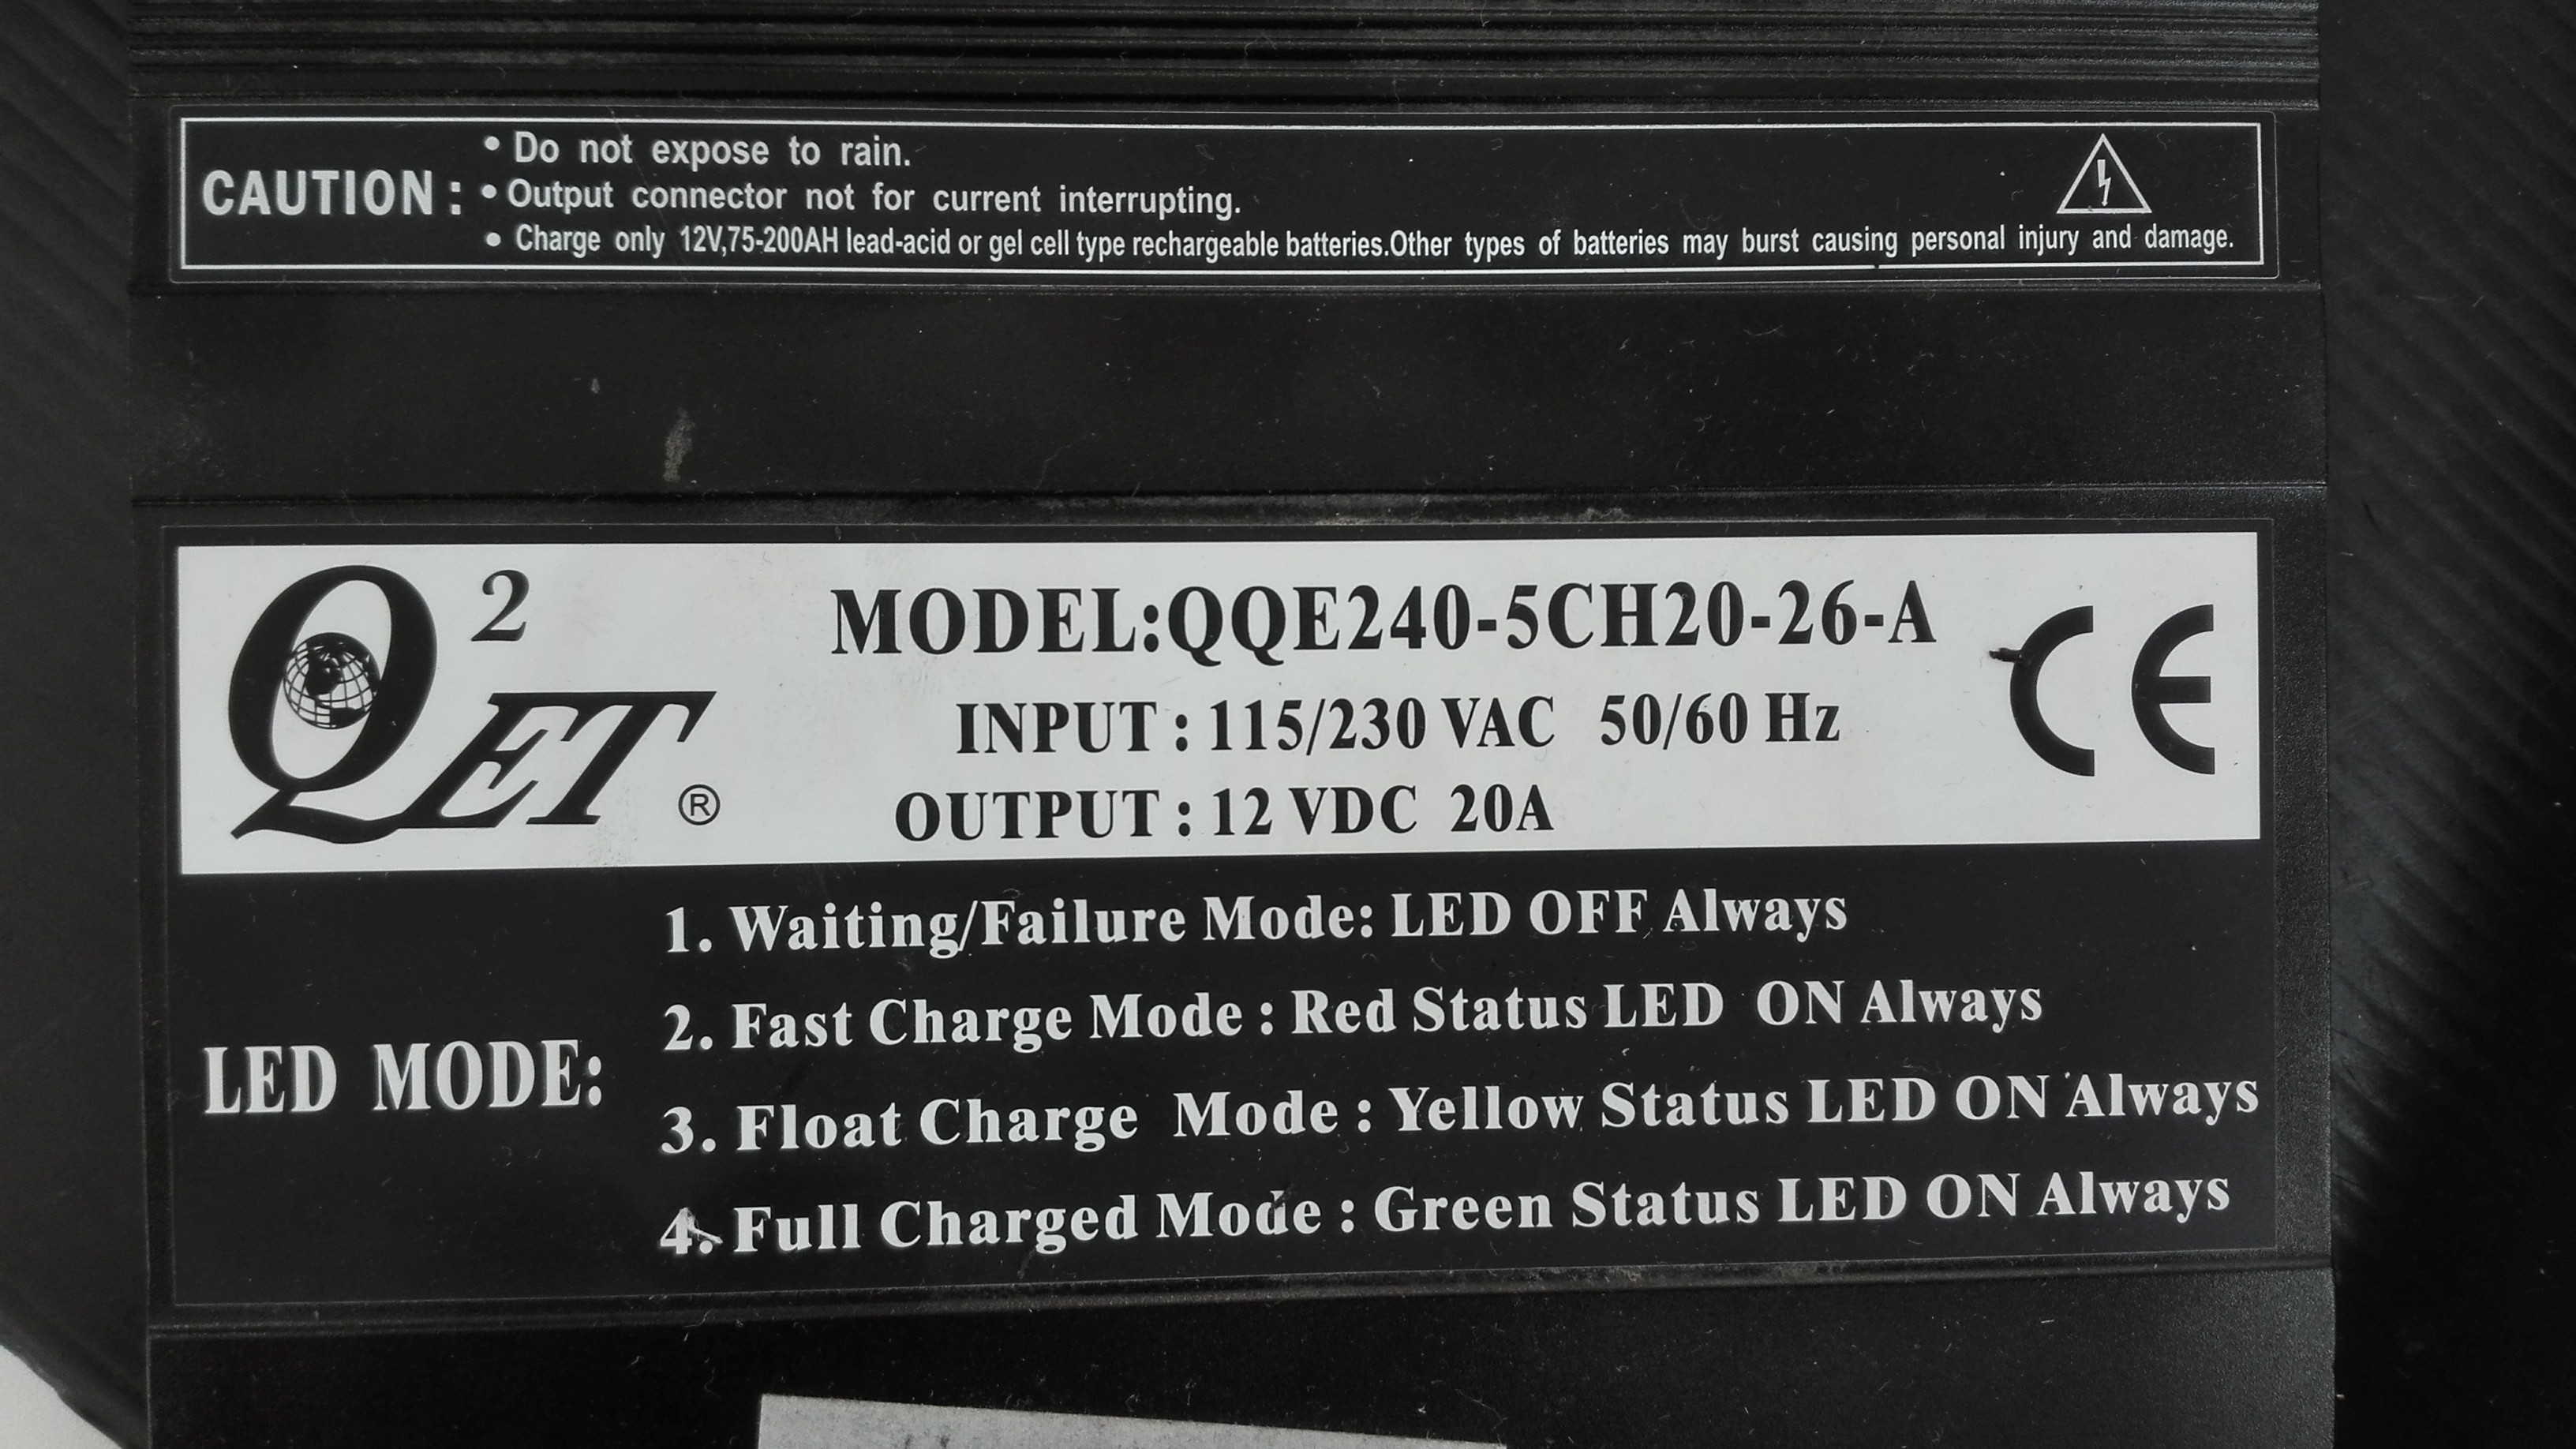 CAUTION :
• Do not expose to rain.
• Output connector not for current interrupting.
• Charge only 12V,75-200AH lead-acid or gel cell type rechargeable batteries.Other types of batteries may burst causing personal injury and damage.
Q2ET®
MODEL:QQE240-5CH20-26-A
INPUT : 115/230 VAC 50/60 Hz
OUTPUT : 12 VDC 20A
CE
LED MODE:
1. Waiting/Failure Mode: LED OFF Always
2. Fast Charge Mode : Red Status LED ON Always
3. Float Charge Mode : Yellow Status LED ON Always
4. Full Charged Mode : Green Status LED ON Always